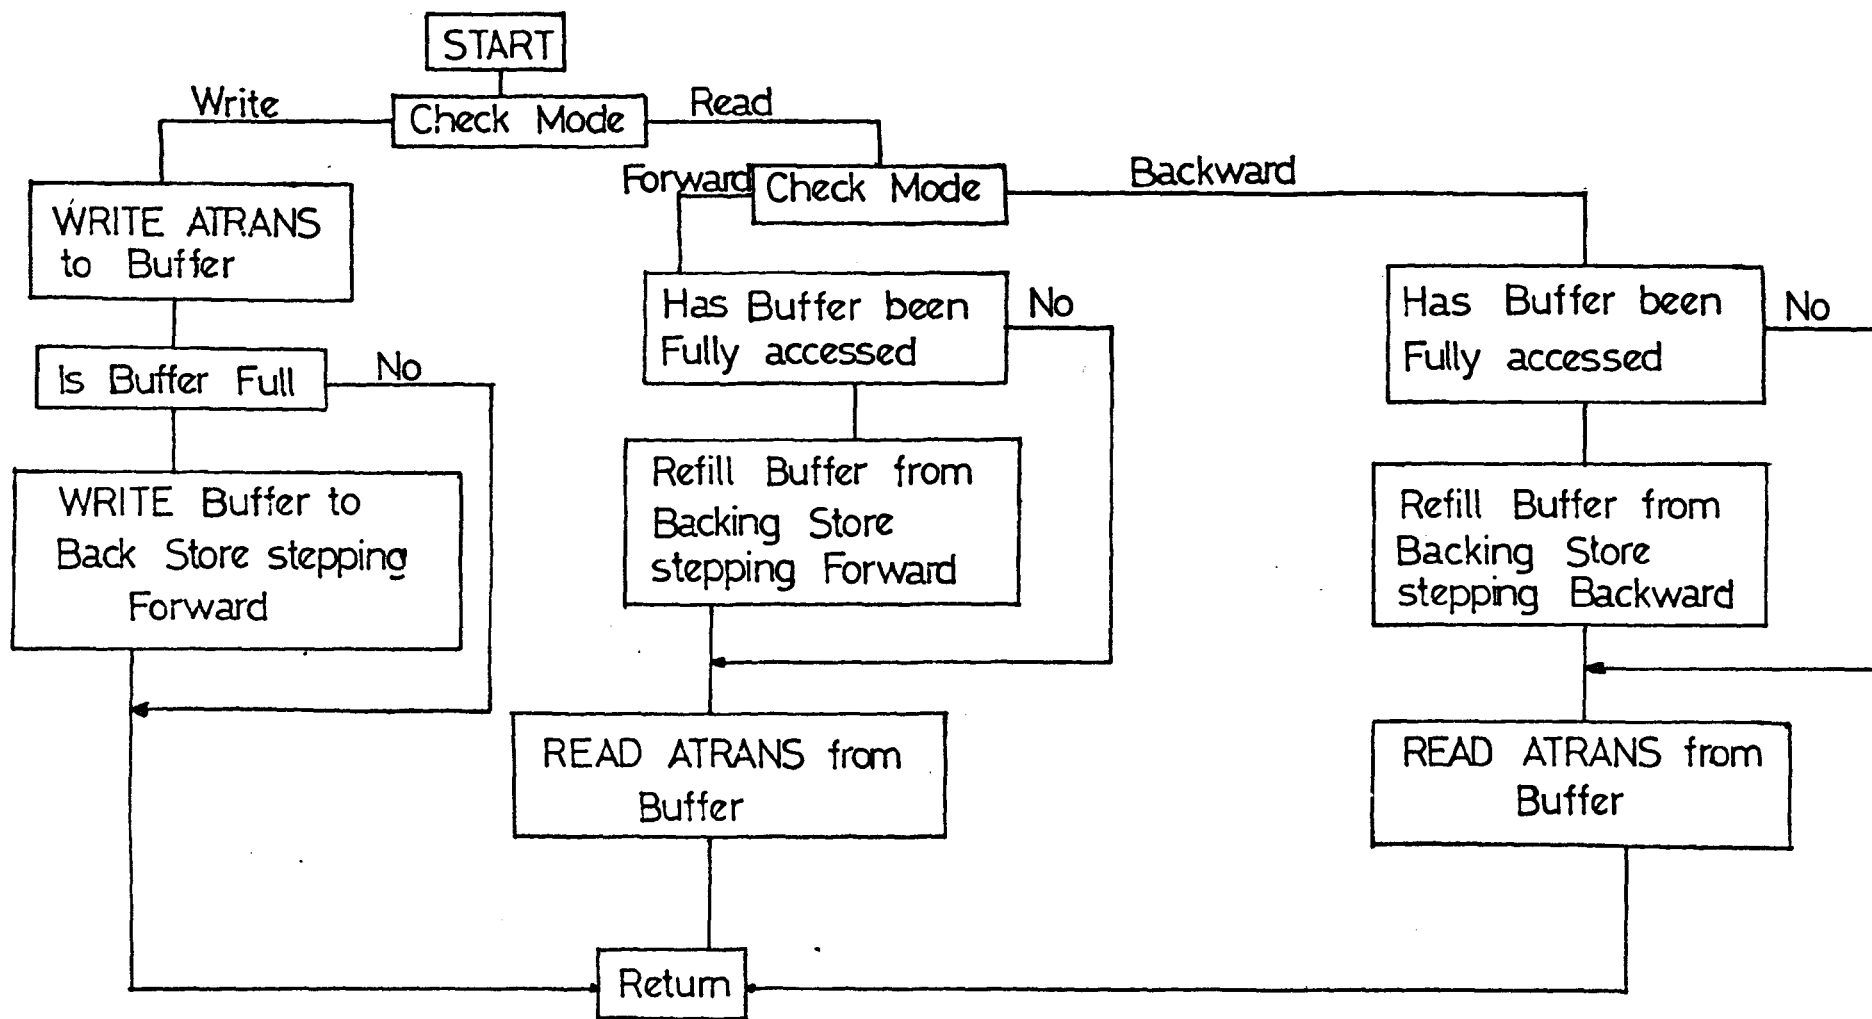 START
Write
Check Mode
Read
Forward
Check Mode
Backward
WRITE ATRANS
to Buffer
Is Buffer Full
No
WRITE Buffer to
Back Store stepping
Forward
Has Buffer been
Fully accessed
No
Refill Buffer from
Backing Store
stepping Forward
READ ATRANS from
Buffer
Has Buffer been
Fully accessed
No
Refill Buffer from
Backing Store
stepping Backward
READ ATRANS from
Buffer
Return